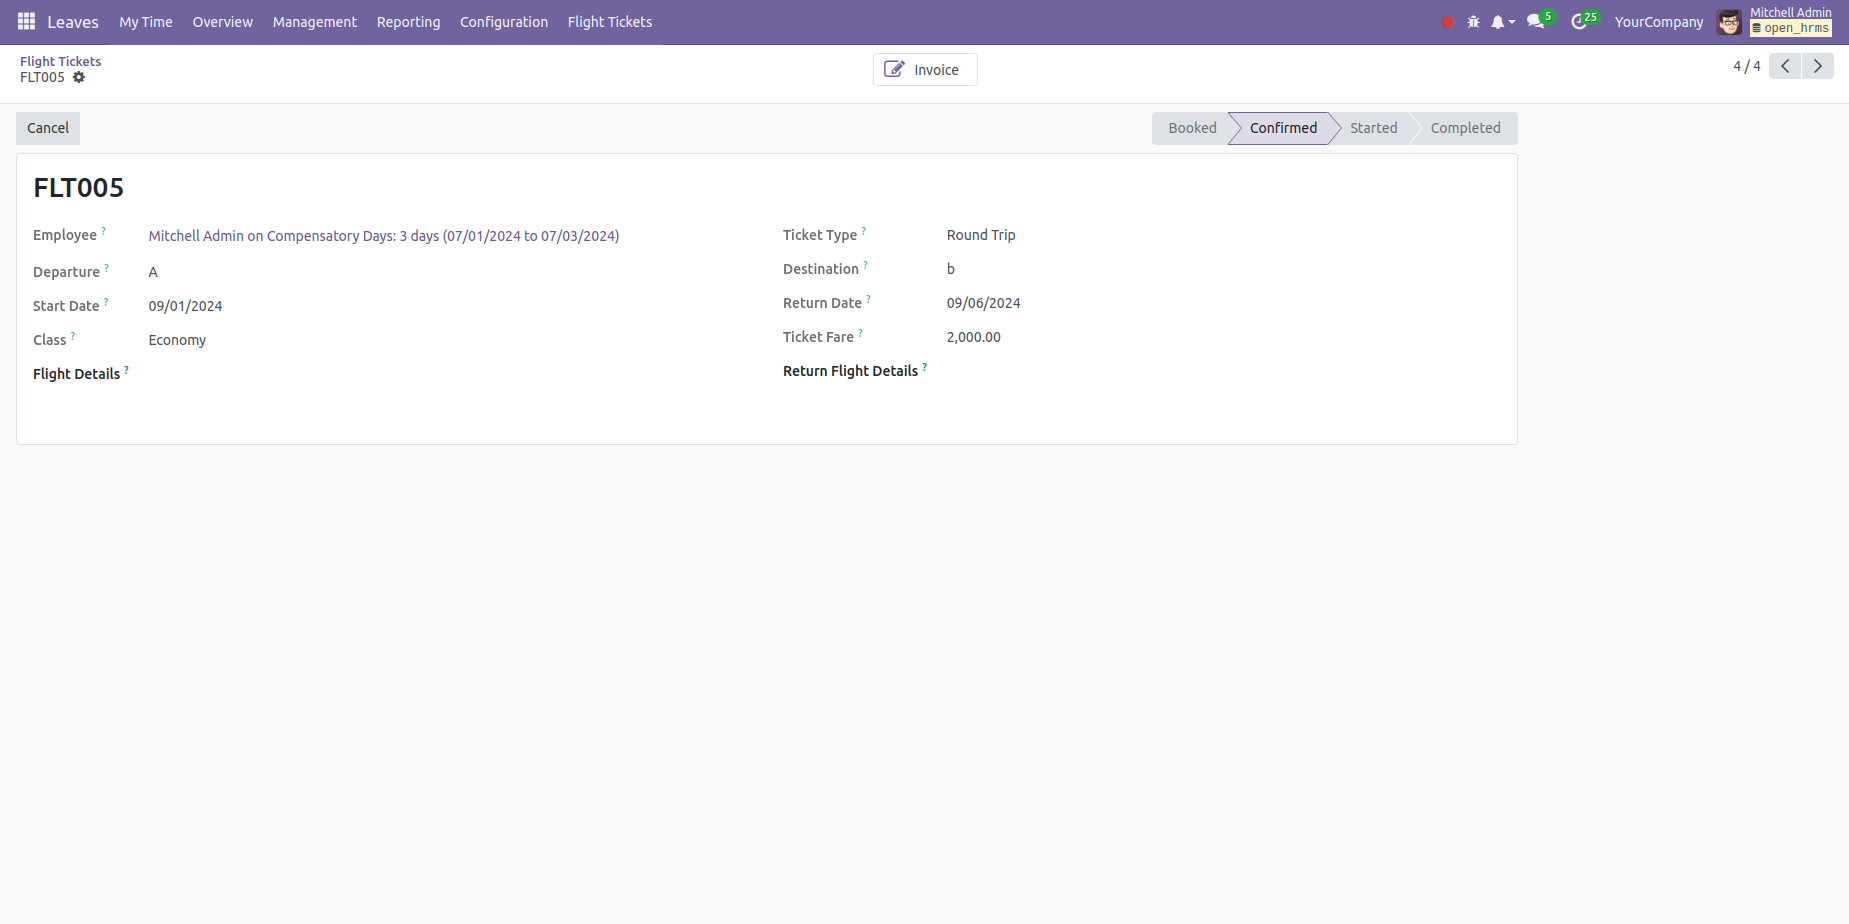 Leaves My Time Overview Management Reporting Configuration Flight Tickets 5 25 YourCompany Mitchell Admin
open_hrms
Flight Tickets
FLT005
Invoice
4 / 4
Cancel
Booked Confirmed Started Completed
FLT005
Employee ? Mitchell Admin on Compensatory Days: 3 days (07/01/2024 to 07/03/2024)
Departure ? A
Start Date ? 09/01/2024
Class ? Economy
Flight Details ?
Ticket Type ? Round Trip
Destination ? b
Return Date ? 09/06/2024
Ticket Fare ? 2,000.00
Return Flight Details ?